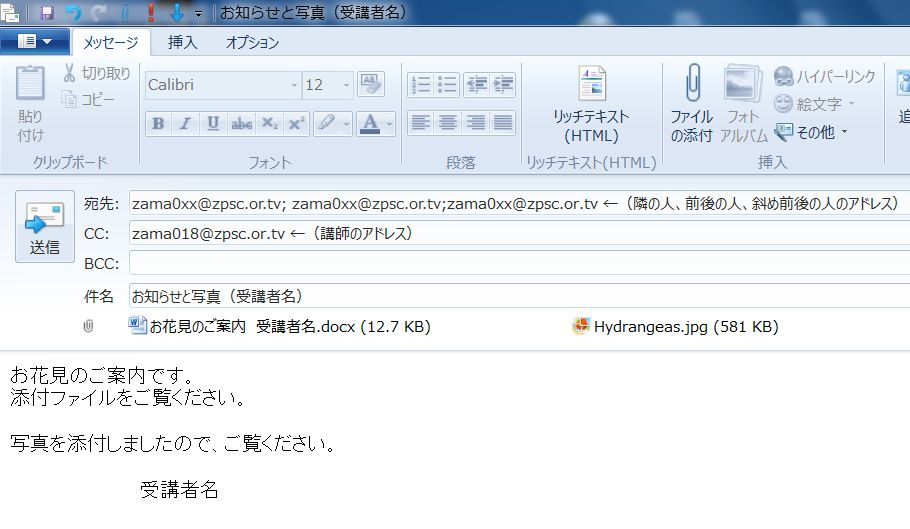 お知らせと写真（受講者名）
メッセージ 挿入 オプション
貼り付け
切り取り
コピー
クリップボード
Calibri 12
B I U abc X₂ X²
A
フォント
段落
リッチテキスト
(HTML)
リッチテキスト(HTML)
ファイル
の添付
フォト
アルバム
ハイパーリンク
絵文字
その他
挿入
送信
宛先: zama0xx@zpsc.or.tv; zama0xx@zpsc.or.tv;zama0xx@zpsc.or.tv ←（隣の人、前後の人、斜め前後の人のアドレス）
CC: zama018@zpsc.or.tv ←（講師のアドレス）
BCC:
件名 お知らせと写真（受講者名）
お花見のご案内　受講者名.docx (12.7 KB) Hydrangeas.jpg (581 KB)
お花見のご案内です。
添付ファイルをご覧ください。
写真を添付しましたので、ご覧ください。
受講者名